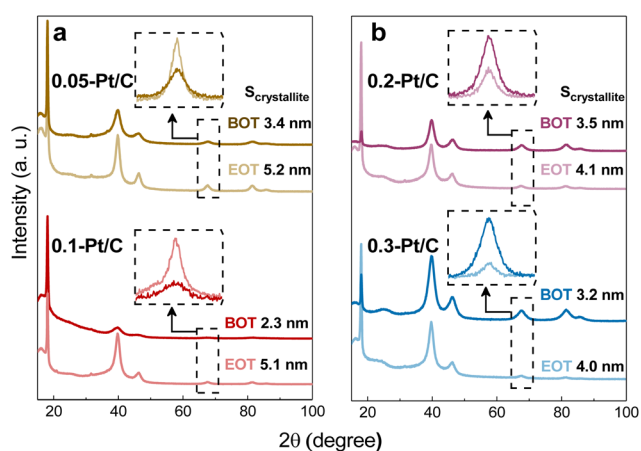 a
0.05-Pt/C
Scrystallite
BOT 3.4 nm
EOT 5.2 nm
0.1-Pt/C
BOT 2.3 nm
EOT 5.1 nm
b
0.2-Pt/C
Scrystallite
BOT 3.5 nm
EOT 4.1 nm
0.3-Pt/C
BOT 3.2 nm
EOT 4.0 nm
Intensity (a. u.)
20 40 60 80 100
20 40 60 80 100
2θ (degree)